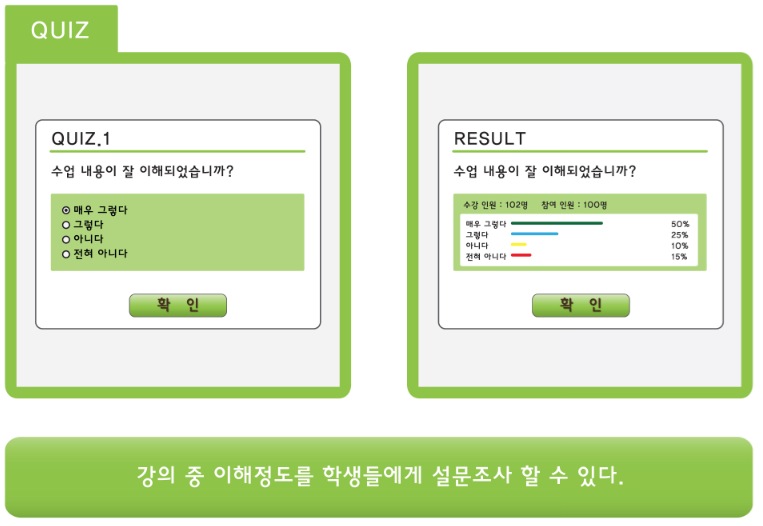 QUIZ
QUIZ.1
수업 내용이 잘 이해되었습니까?
매우 그렇다
그렇다
아니다
전혀 아니다
확 인
RESULT
수업 내용이 잘 이해되었습니까?
수강 인원 : 102명 참여 인원 : 100명
매우 그렇다 50%
그렇다 25%
아니다 10%
전혀 아니다 15%
확 인
강의 중 이해정도를 학생들에게 설문조사 할 수 있다.